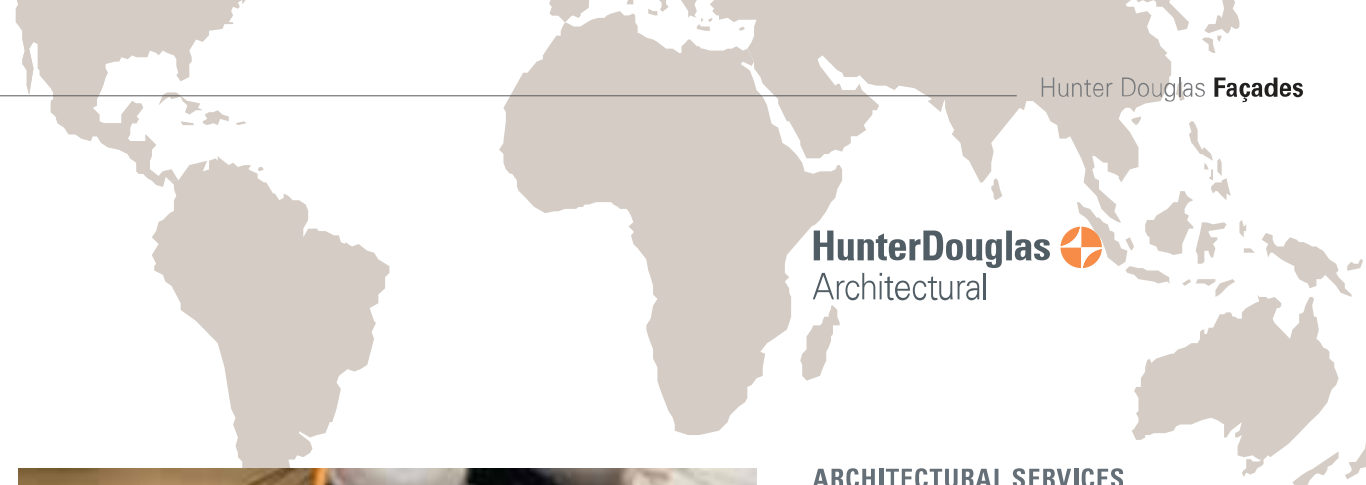 Hunter Douglas Façades
HunterDouglas
Architectural
ARCHITECTURAL SERVICES